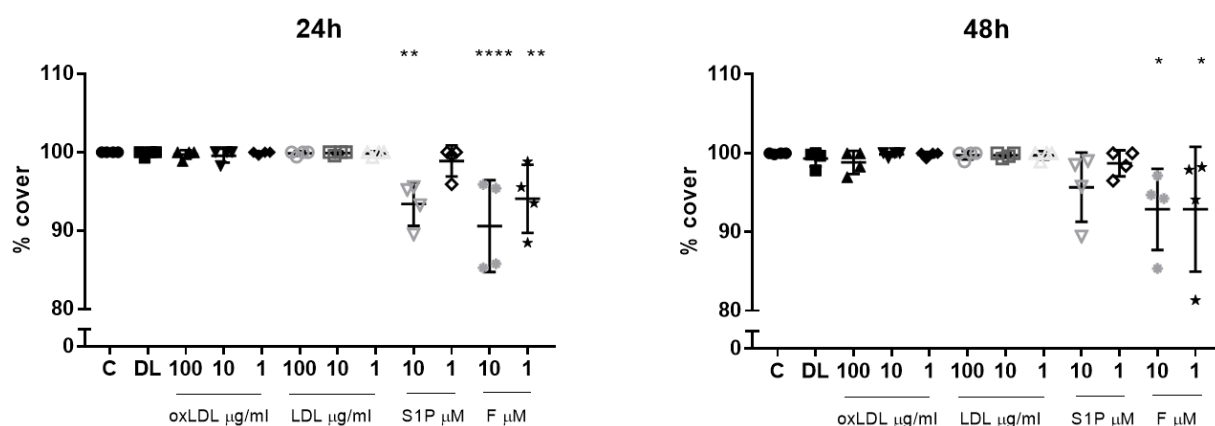 24h
** **** **
% cover
110
100
90
80
0
C DL 100 10 1 100 10 1 10 1 10 1
oxLDL μg/ml LDL μg/ml S1P μM F μM
48h
* *
% cover
110
100
90
80
0
C DL 100 10 1 100 10 1 10 1 10 1
oxLDL μg/ml LDL μg/ml S1P μM F μM